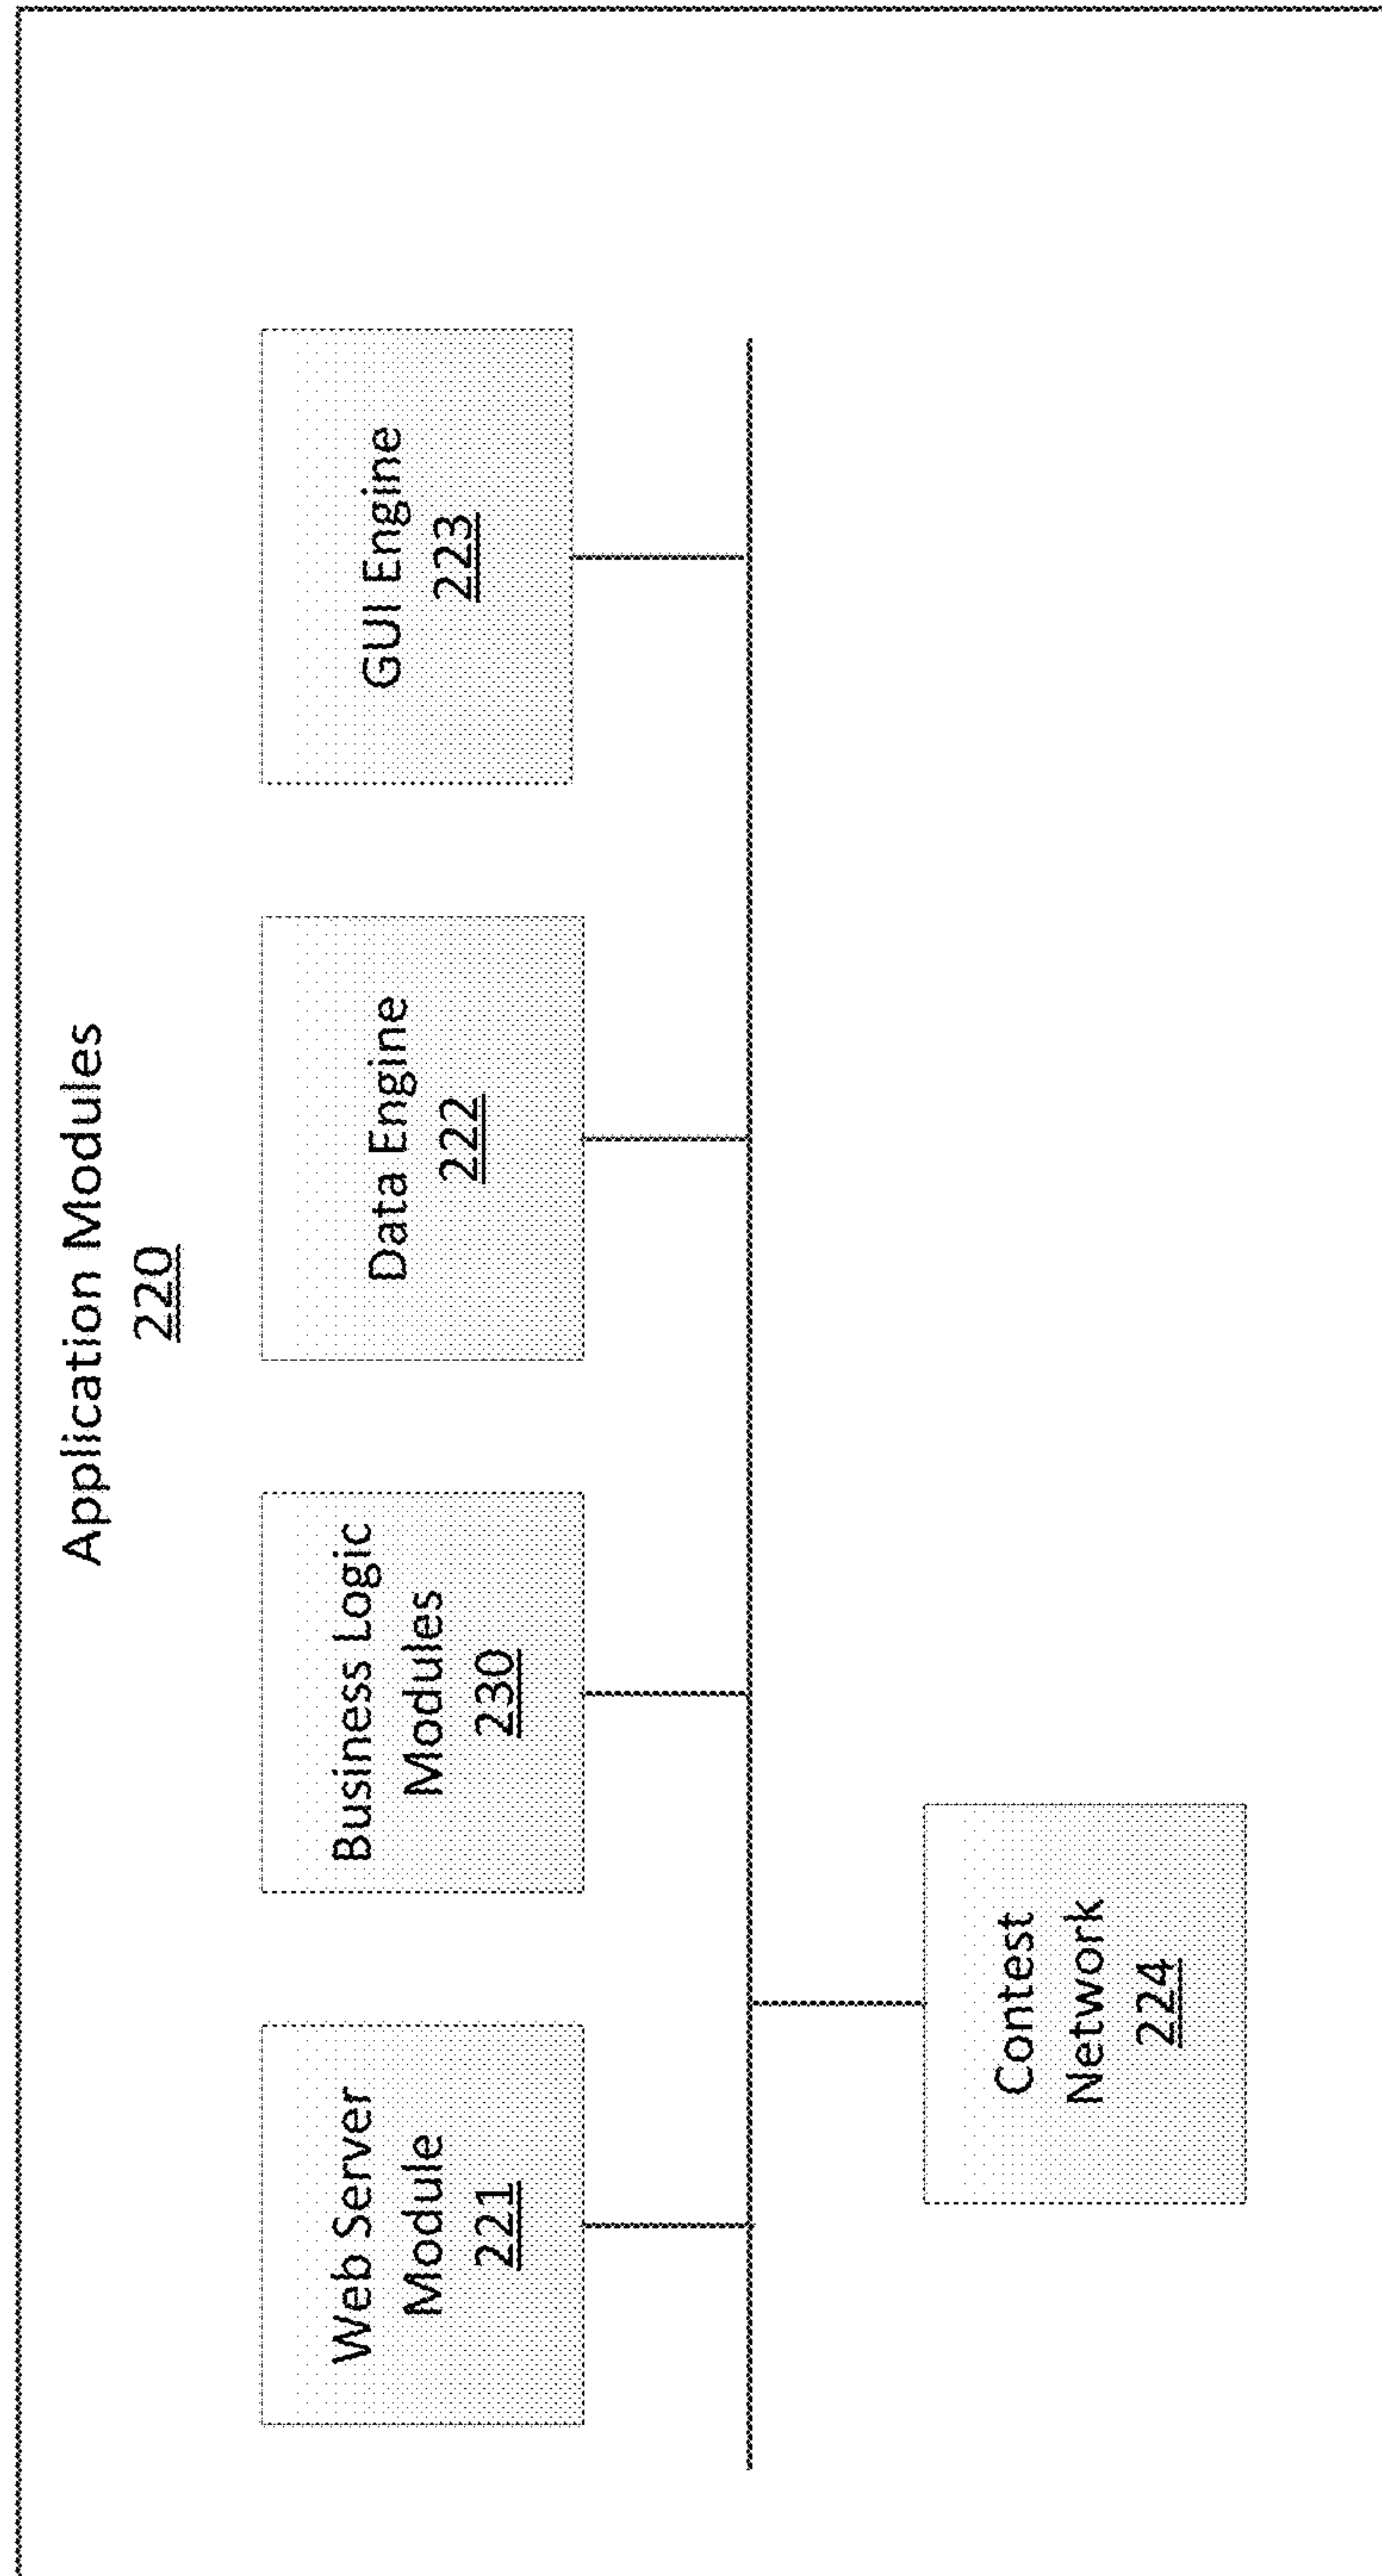 Application Modules
220
Web Server
Module
221
Business Logic
Modules
230
Data Engine
222
GUI Engine
223
Contest
Network
224